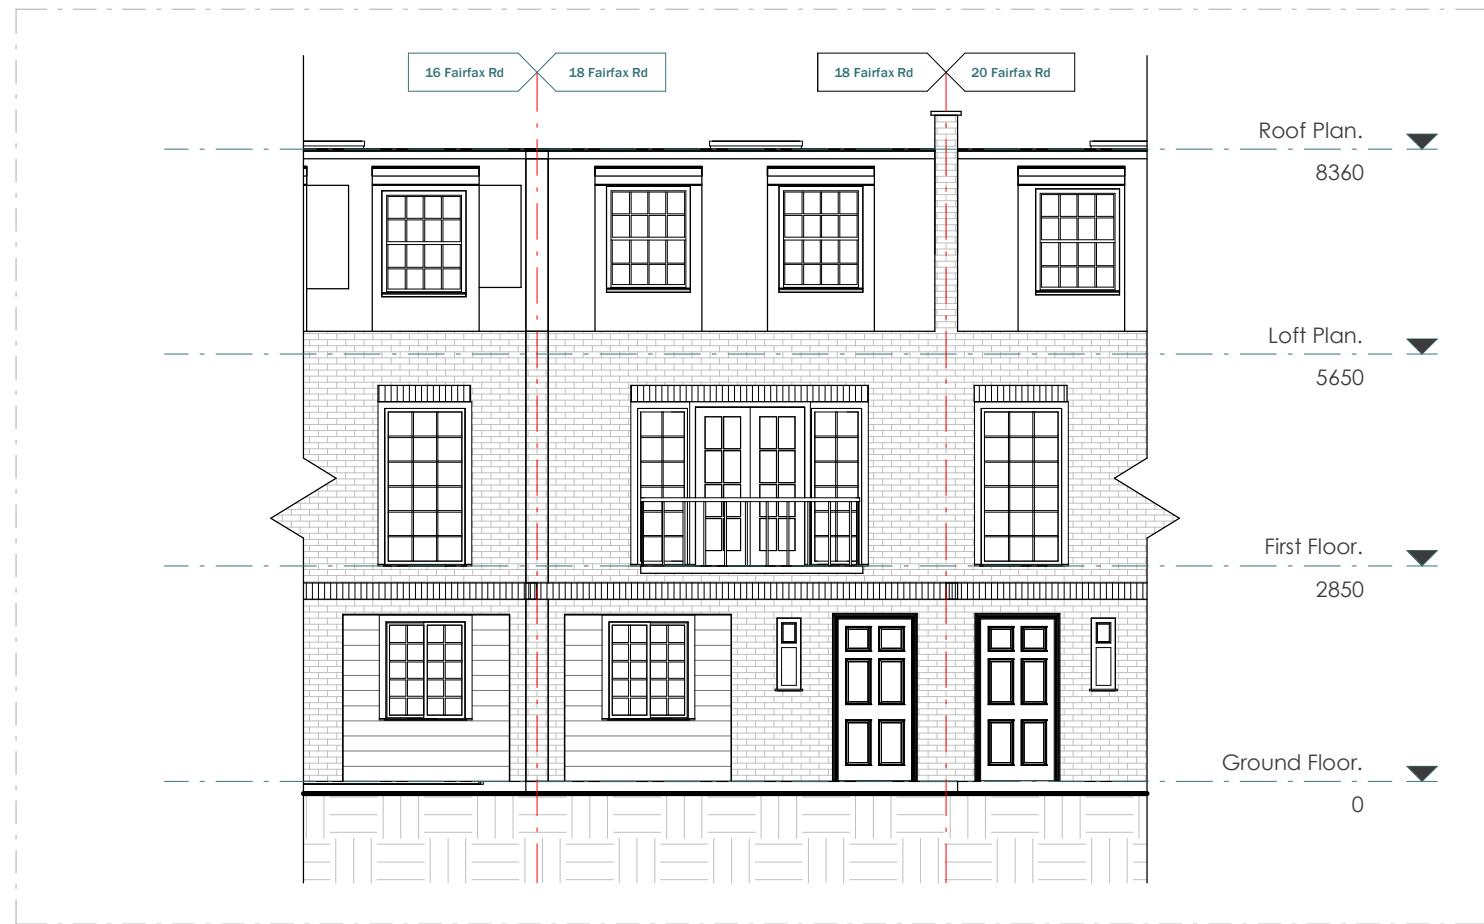 16 Fairfax Rd 18 Fairfax Rd 18 Fairfax Rd 20 Fairfax Rd
Roof Plan.
8360
Loft Plan.
5650
First Floor.
2850
Ground Floor.
0